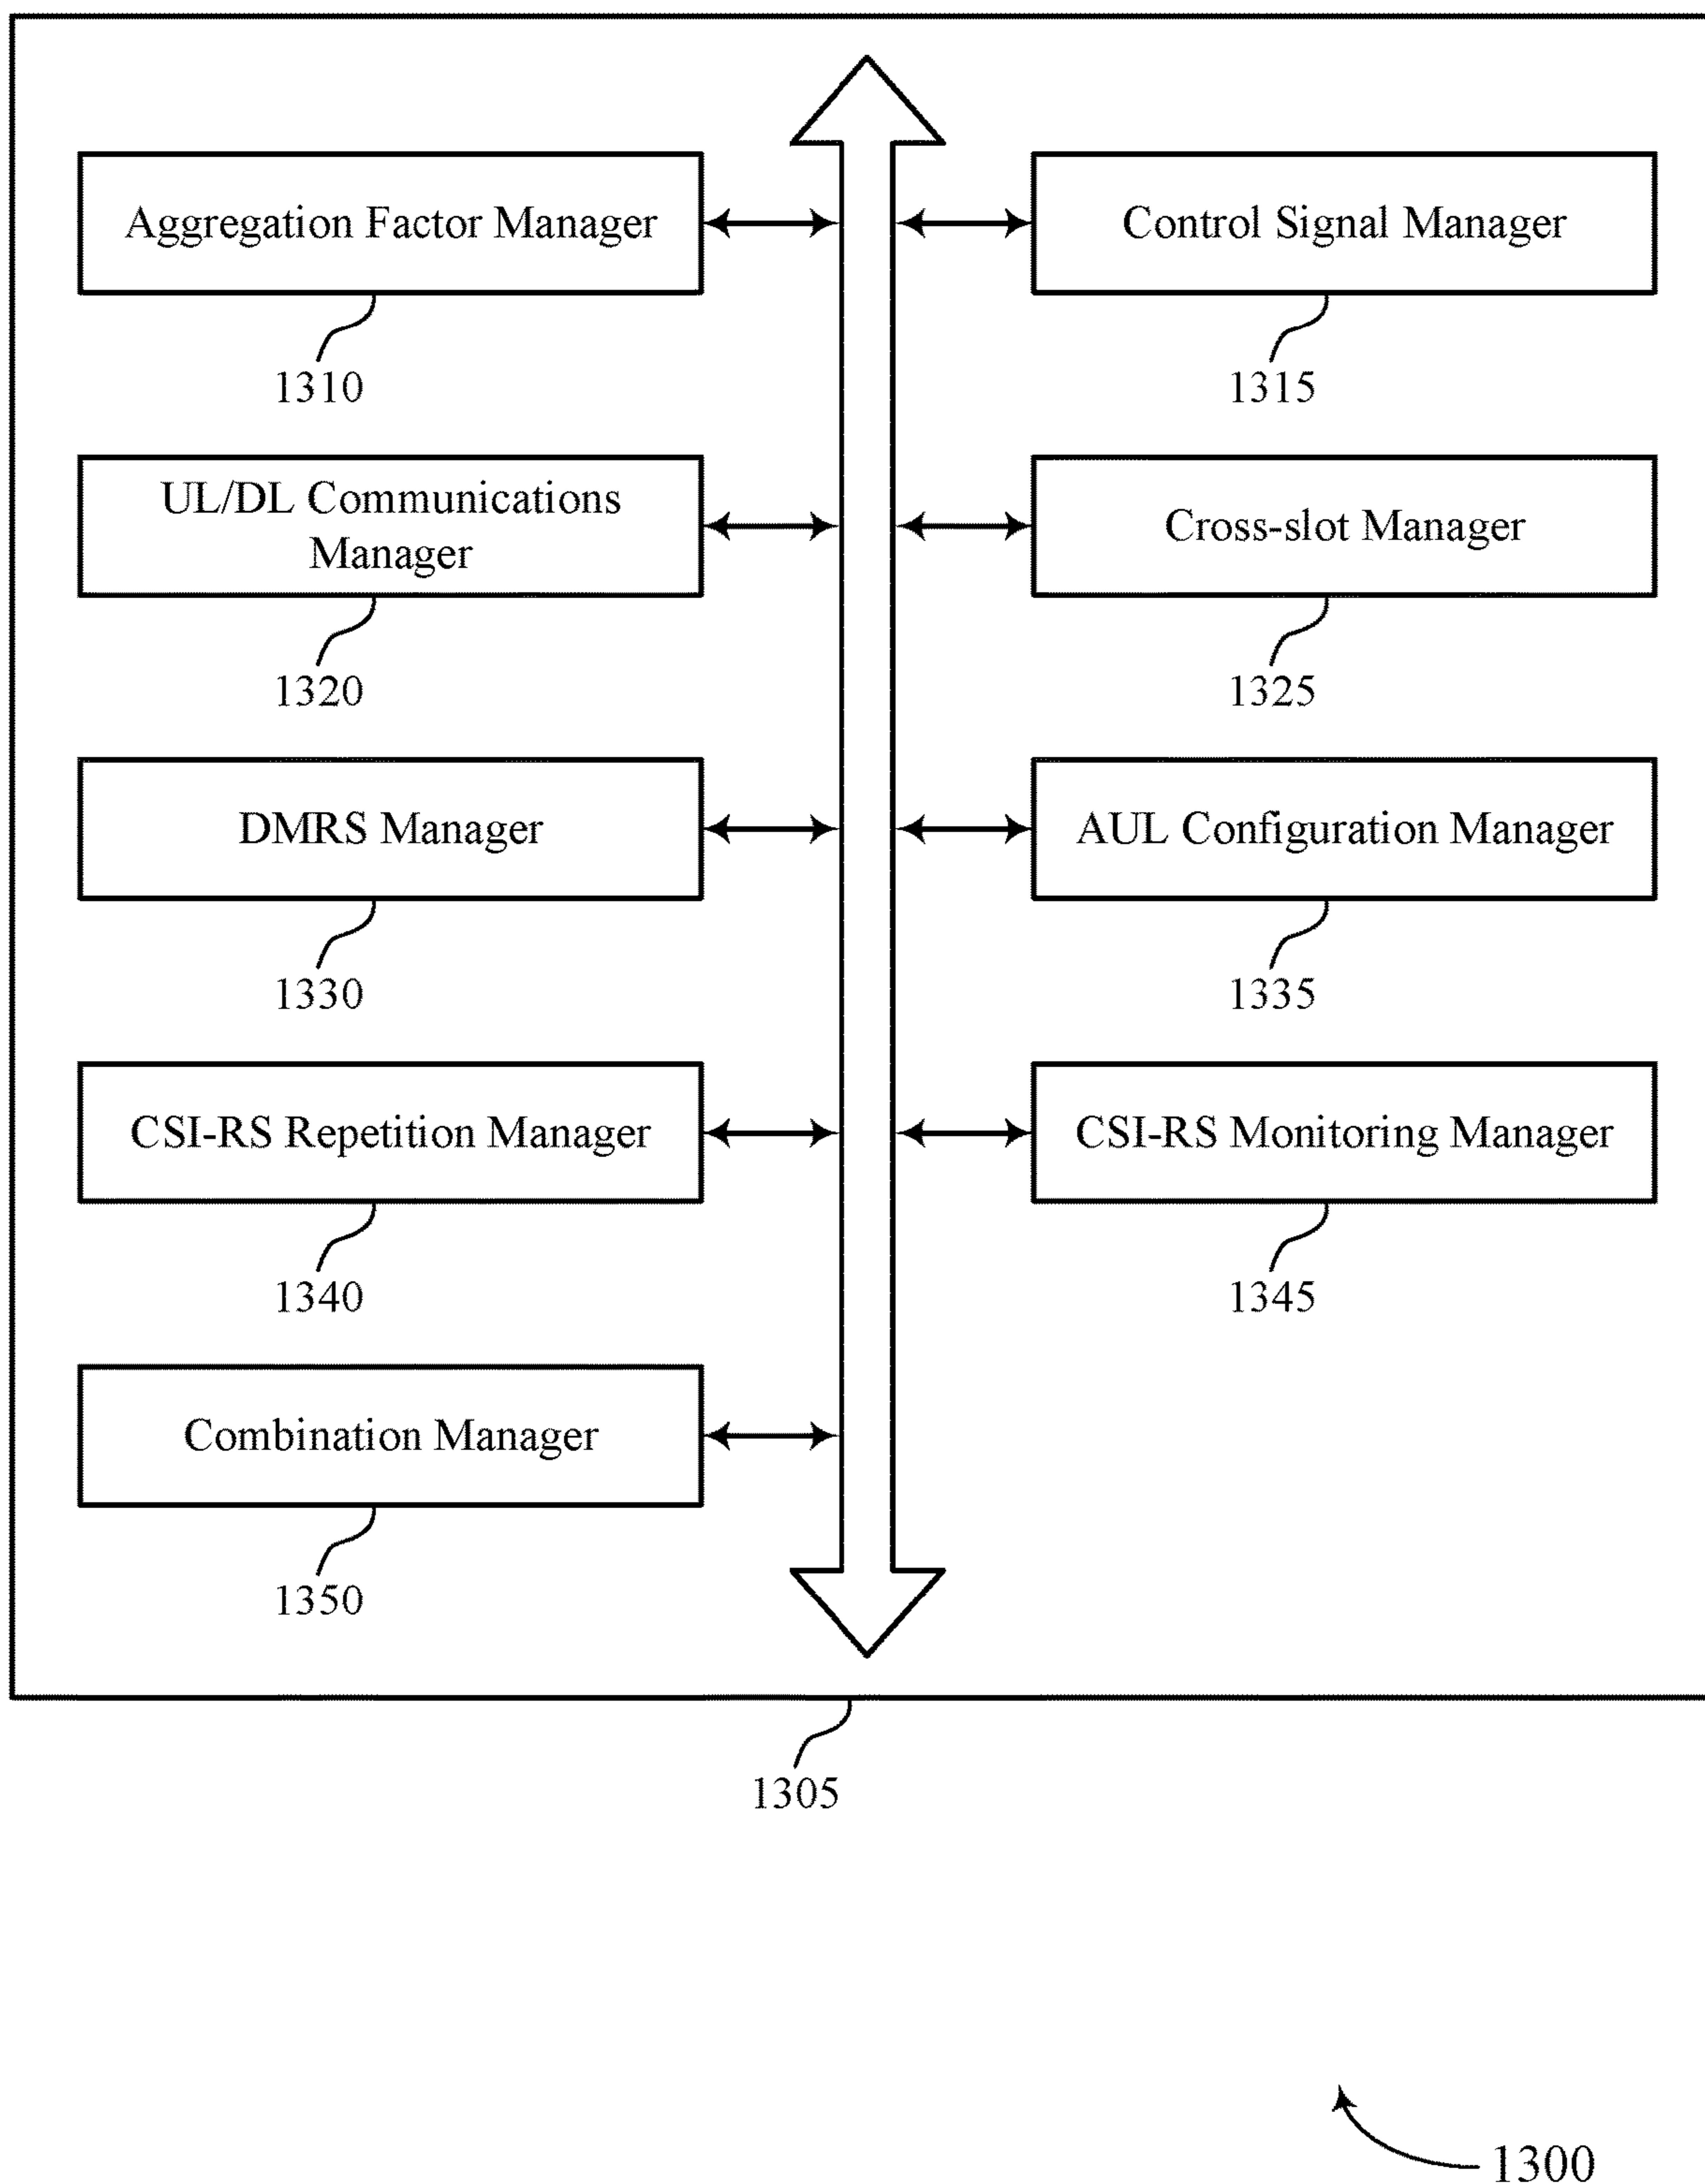 Aggregation Factor Manager
Control Signal Manager
1310
1315
UL/DL Communications
Manager
Cross-slot Manager
1320
1325
DMRS Manager
AUL Configuration Manager
1330
1335
CSI-RS Repetition Manager
CSI-RS Monitoring Manager
1340
1345
Combination Manager
1350
1305
1300